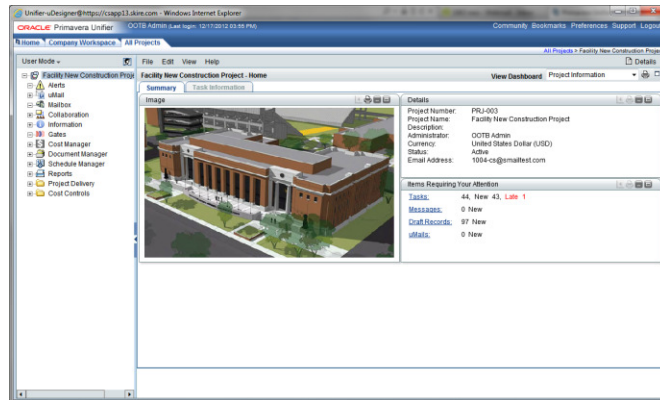 Unifier-uDesigner@https://csapp13.skire.com - Windows Internet Explorer
ORACLE Primavera Unifier OOTB Admin (Last login: 12/17/2012 03:55 PM) Community Bookmarks Preferences Support Logout
Home Company Workspace All Projects
All Projects > Facility New Construction Projec
User Mode File Edit View Help Details
Facility New Construction Proje
Alerts
uMail
Mailbox
Collaboration
Information
Gates
Cost Manager
Document Manager
Schedule Manager
Reports
Project Delivery
Cost Controls
Facility New Construction Project - Home View Dashboard Project Information
Summary Task Information
Image
Details
Project Number: PRJ-003
Project Name: Facility New Construction Project
Description:
Administrator: OOTB Admin
Currency: United States Dollar (USD)
Status: Active
Email Address: 1004-cs@smailtest.com
Items Requiring Your Attention
Tasks: 44, New 43, Late 1
Messages: 0 New
Draft Records: 97 New
uMails: 0 New